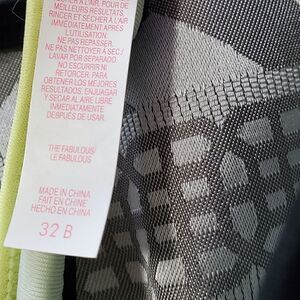 SÉCHER À L'AIR. POUR DE
MEILLEURS RÉSULTATS,
RINCER ET SÉCHER À L'AIR
IMMÉDIATEMENT
APRÈS L'UTILISATION.
NE PAS REPASSER.
NE PAS NETTOYER À SEC./
LAVAR POR SEPARADO.
NO ESCURRIR NI
RETORCER. PARA
OBTENER LOS MEJORES
RESULTADOS, ENJUAGAR
Y SECAR AL AIRE LIBRE
INMEDIATAMENTE
DESPUÉS DE USAR.
THE FABULOUS/
LE FABULOUS
MADE IN CHINA
FAIT EN CHINE
HECHO EN CHINA
32 B